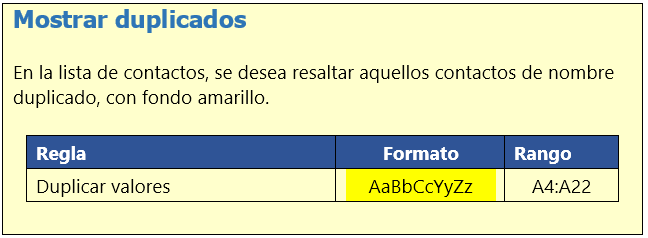 Mostrar duplicados
En la lista de contactos, se desea resaltar aquellos contactos de nombre
duplicado, con fondo amarillo.
Regla Formato Rango
Duplicar valores AaBbCcYyZz A4:A22